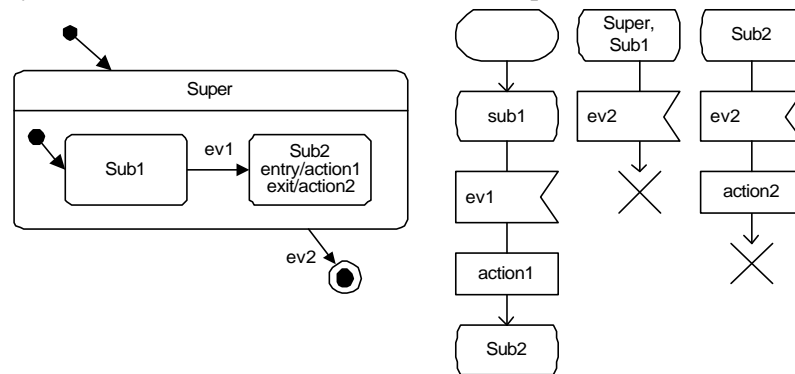 Super
Sub1
ev1
Sub2
entry/action1
exit/action2
ev2
sub1
ev1
action1
Sub2
Super,
Sub1
ev2
Sub2
ev2
action2